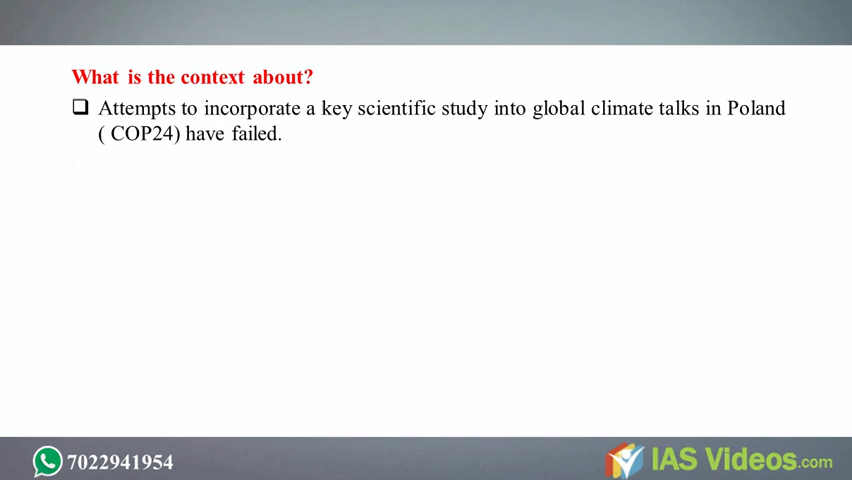 What is the context about?
❑ Attempts to incorporate a key scientific study into global climate talks in Poland
( COP24) have failed.
7022941954
IAS Videos.com